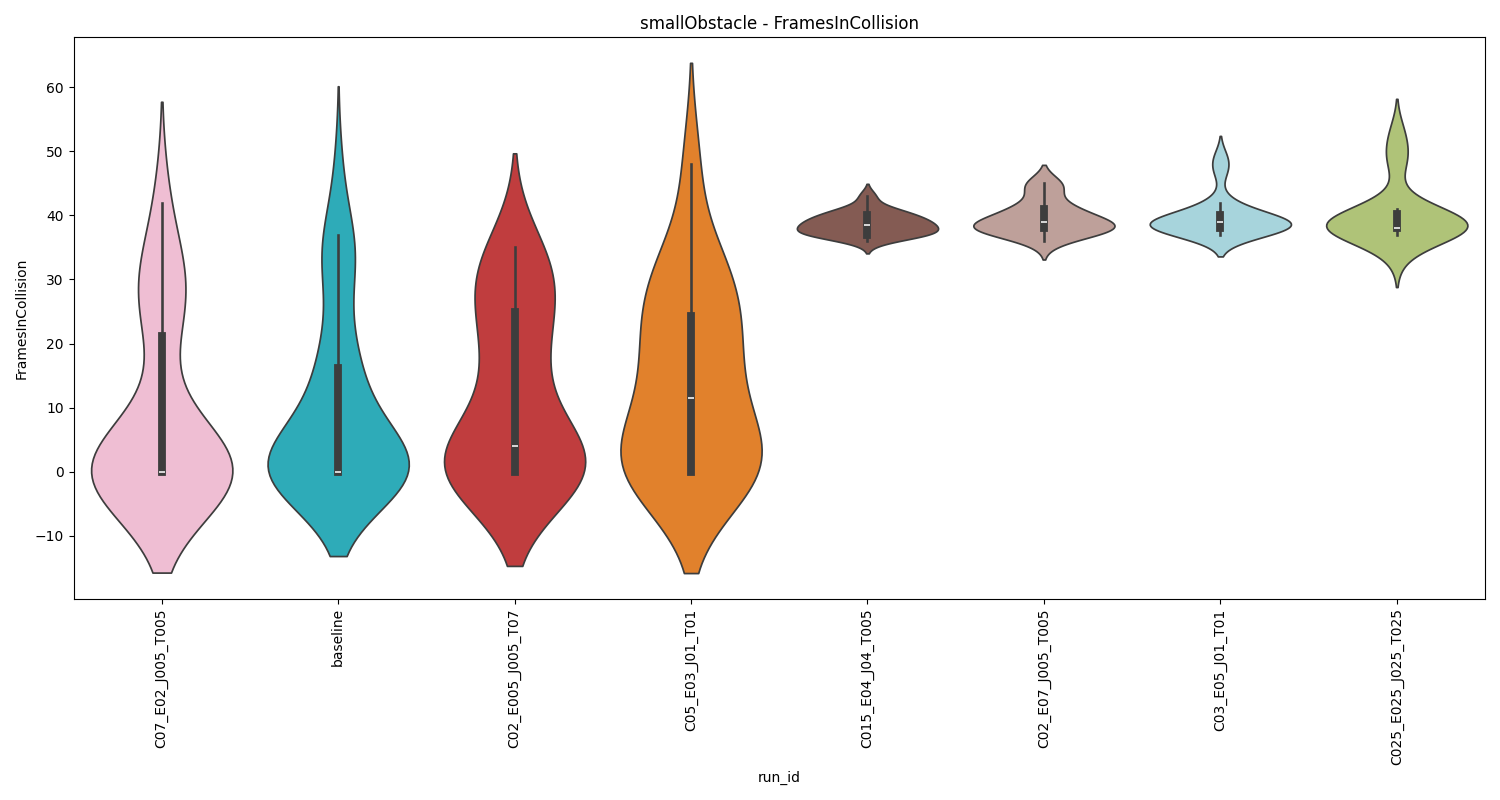 smallObstacle - FramesInCollision
FramesInCollision
60
50
40
30
20
10
0
−10
C07_E02_J005_T005
baseline
C02_E005_J005_T07
C05_E03_J01_T01
C015_E04_J04_T005
C02_E07_J005_T005
C03_E05_J01_T01
C025_E025_J025_T025
run_id